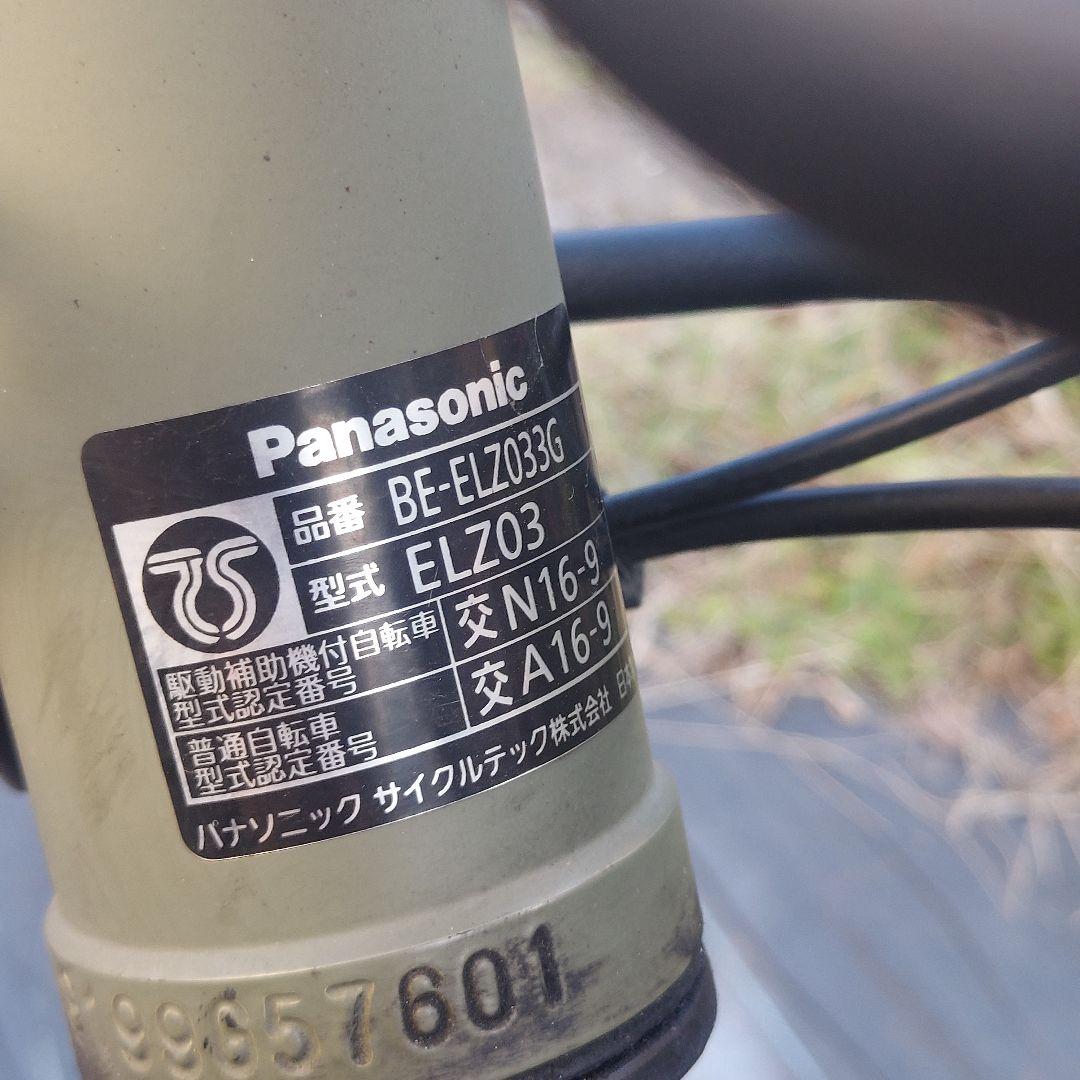 Panasonic
品番 BE-ELZ033G
型式 ELZ03
TS
駆動補助機付自転車
型式認定番号
交N16-9
普通自転車
型式認定番号
交A16-9
パナソニック サイクルテック株式会社 日本
99657601